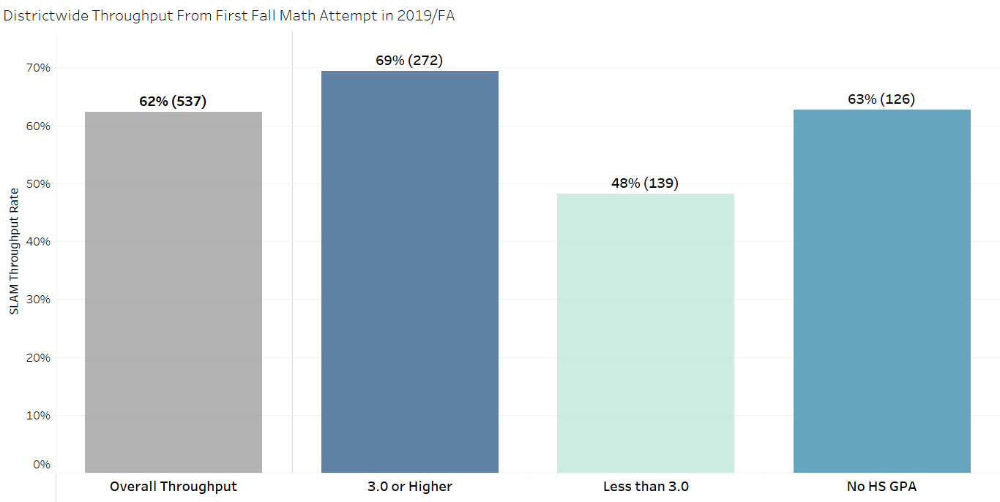 Districtwide Throughput From First Fall Math Attempt in 2019/FA
SLAM Throughput Rate
70%
60%
50%
40%
30%
20%
10%
0%
62% (537)
69% (272)
48% (139)
63% (126)
Overall Throughput
3.0 or Higher
Less than 3.0
No HS GPA